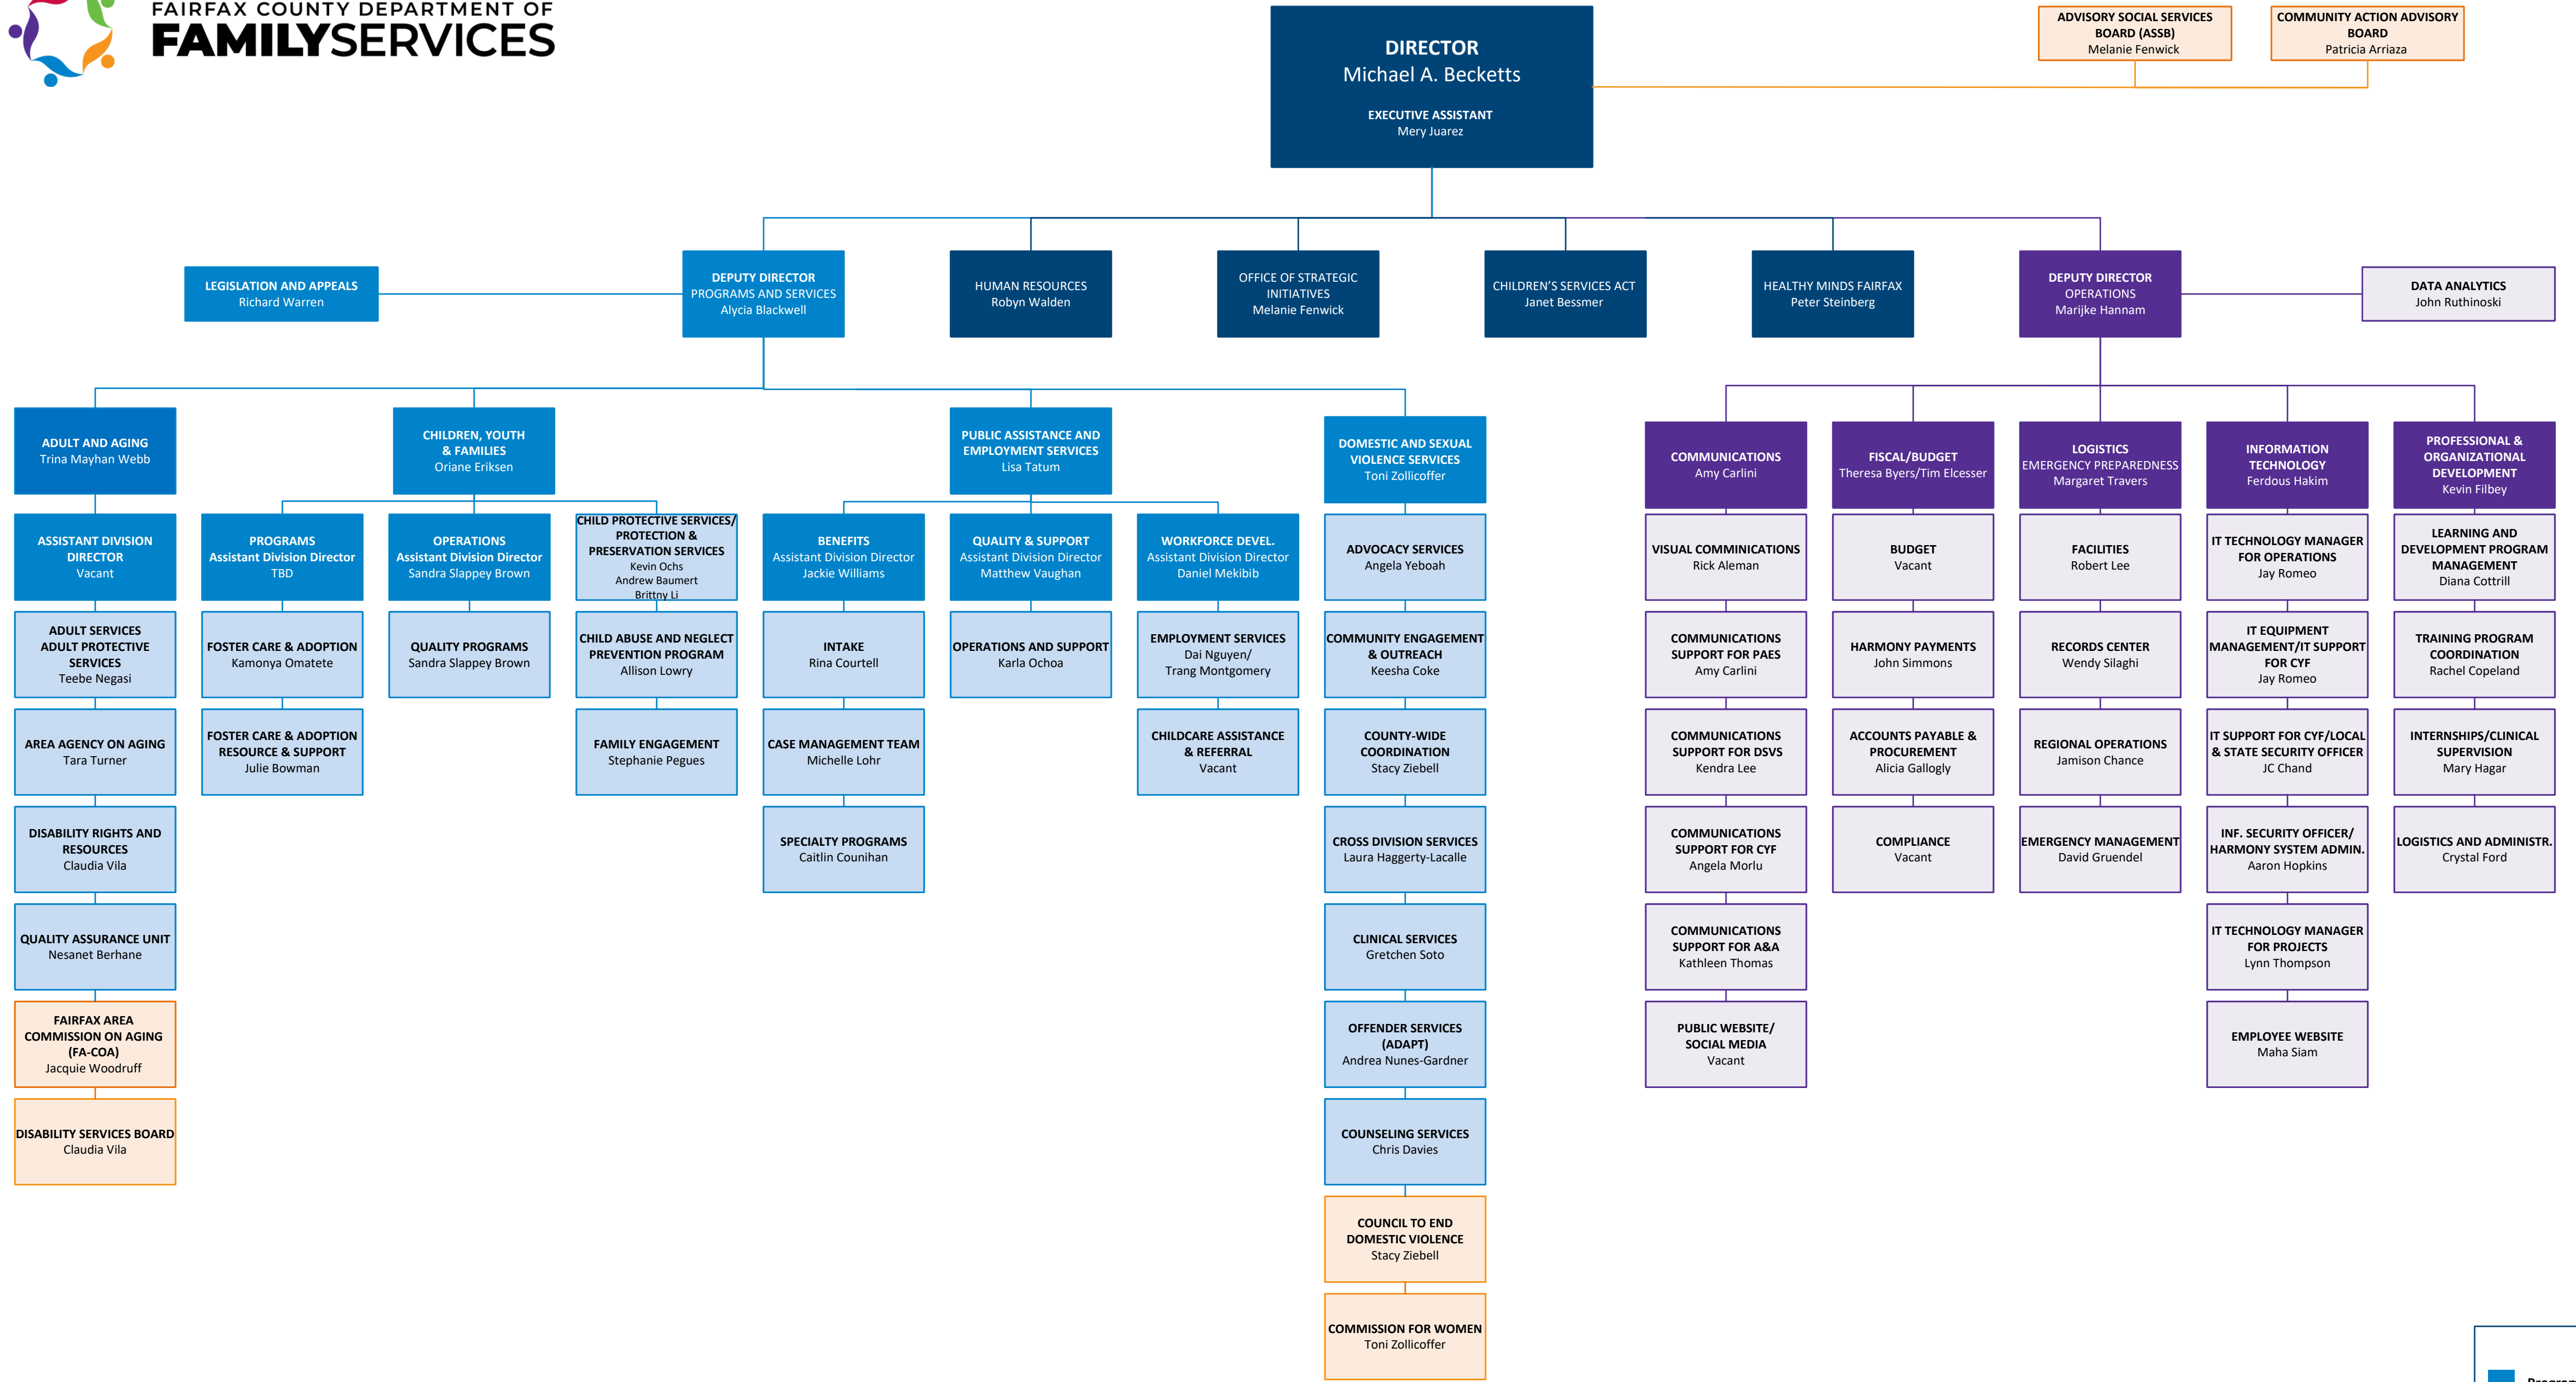 FAIRFAX COUNTY DEPARTMENT OF
FAMILYSERVICES
DIRECTOR
Michael A. Becketts
EXECUTIVE ASSISTANT
Mery Juarez
ADVISORY SOCIAL SERVICES
BOARD (ASSB)
Melanie Fenwick
COMMUNITY ACTION ADVISORY
BOARD
Patricia Arriaza
LEGISLATION AND APPEALS
Richard Warren
DEPUTY DIRECTOR
PROGRAMS AND SERVICES
Alycia Blackwell
HUMAN RESOURCES
Robyn Walden
OFFICE OF STRATEGIC
INITIATIVES
Melanie Fenwick
CHILDREN'S SERVICES ACT
Janet Bessmer
HEALTHY MINDS FAIRFAX
Peter Steinberg
DEPUTY DIRECTOR
OPERATIONS
Marijke Hannam
DATA ANALYTICS
John Ruthinoski
ADULT AND AGING
Trina Mayhan Webb
CHILDREN, YOUTH
& FAMILIES
Oriane Eriksen
PUBLIC ASSISTANCE AND
EMPLOYMENT SERVICES
Lisa Tatum
DOMESTIC AND SEXUAL
VIOLENCE SERVICES
Toni Zollicoffer
COMMUNICATIONS
Amy Carlini
FISCAL/BUDGET
Theresa Byers/Tim Elcesser
LOGISTICS
EMERGENCY PREPAREDNESS
Margaret Travers
INFORMATION
TECHNOLOGY
Ferdous Hakim
PROFESSIONAL &
ORGANIZATIONAL
DEVELOPMENT
Kevin Filbey
ASSISTANT DIVISION
DIRECTOR
Vacant
PROGRAMS
Assistant Division Director
TBD
OPERATIONS
Assistant Division Director
Sandra Slappey Brown
CHILD PROTECTIVE SERVICES/
PROTECTION &
PRESERVATION SERVICES
Kevin Ochs
Andrew Baumert
Brittny Li
BENEFITS
Assistant Division Director
Jackie Williams
QUALITY & SUPPORT
Assistant Division Director
Matthew Vaughan
WORKFORCE DEVEL.
Assistant Division Director
Daniel Mekibib
ADVOCACY SERVICES
Angela Yeboah
VISUAL COMMINICATIONS
Rick Aleman
BUDGET
Vacant
FACILITIES
Robert Lee
IT TECHNOLOGY MANAGER
FOR OPERATIONS
Jay Romeo
LEARNING AND
DEVELOPMENT PROGRAM
MANAGEMENT
Diana Cottrill
ADULT SERVICES
ADULT PROTECTIVE
SERVICES
Teebe Negasi
FOSTER CARE & ADOPTION
Kamonya Omatete
QUALITY PROGRAMS
Sandra Slappey Brown
CHILD ABUSE AND NEGLECT
PREVENTION PROGRAM
Allison Lowry
INTAKE
Rina Courtell
OPERATIONS AND SUPPORT
Karla Ochoa
EMPLOYMENT SERVICES
Dai Nguyen/
Trang Montgomery
COMMUNITY ENGAGEMENT
& OUTREACH
Keesha Coke
COMMUNICATIONS
SUPPORT FOR PAES
Amy Carlini
HARMONY PAYMENTS
John Simmons
RECORDS CENTER
Wendy Silaghi
IT EQUIPMENT
MANAGEMENT/IT SUPPORT
FOR CYF
Jay Romeo
TRAINING PROGRAM
COORDINATION
Rachel Copeland
AREA AGENCY ON AGING
Tara Turner
FOSTER CARE & ADOPTION
RESOURCE & SUPPORT
Julie Bowman
FAMILY ENGAGEMENT
Stephanie Pegues
CASE MANAGEMENT TEAM
Michelle Lohr
CHILDCARE ASSISTANCE
& REFERRAL
Vacant
COUNTY-WIDE
COORDINATION
Stacy Ziebell
COMMUNICATIONS
SUPPORT FOR DSVS
Kendra Lee
ACCOUNTS PAYABLE &
PROCUREMENT
Alicia Gallogly
REGIONAL OPERATIONS
Jamison Chance
IT SUPPORT FOR CYF/LOCAL
& STATE SECURITY OFFICER
JC Chand
INTERNSHIPS/CLINICAL
SUPERVISION
Mary Hagar
DISABILITY RIGHTS AND
RESOURCES
Claudia Vila
SPECIALTY PROGRAMS
Caitlin Counihan
CROSS DIVISION SERVICES
Laura Haggerty-Lacalle
COMMUNICATIONS
SUPPORT FOR CYF
Angela Morlu
COMPLIANCE
Vacant
EMERGENCY MANAGEMENT
David Gruendel
INF. SECURITY OFFICER/
HARMONY SYSTEM ADMIN.
Aaron Hopkins
LOGISTICS AND ADMINISTR.
Crystal Ford
QUALITY ASSURANCE UNIT
Nesanet Berhane
CLINICAL SERVICES
Gretchen Soto
COMMUNICATIONS
SUPPORT FOR A&A
Kathleen Thomas
IT TECHNOLOGY MANAGER
FOR PROJECTS
Lynn Thompson
FAIRFAX AREA
COMMISSION ON AGING
(FA-COA)
Jacquie Woodruff
OFFENDER SERVICES
(ADAPT)
Andrea Nunes-Gardner
PUBLIC WEBSITE/
SOCIAL MEDIA
Vacant
EMPLOYEE WEBSITE
Maha Siam
DISABILITY SERVICES BOARD
Claudia Vila
COUNSELING SERVICES
Chris Davies
COUNCIL TO END
DOMESTIC VIOLENCE
Stacy Ziebell
COMMISSION FOR WOMEN
Toni Zollicoffer